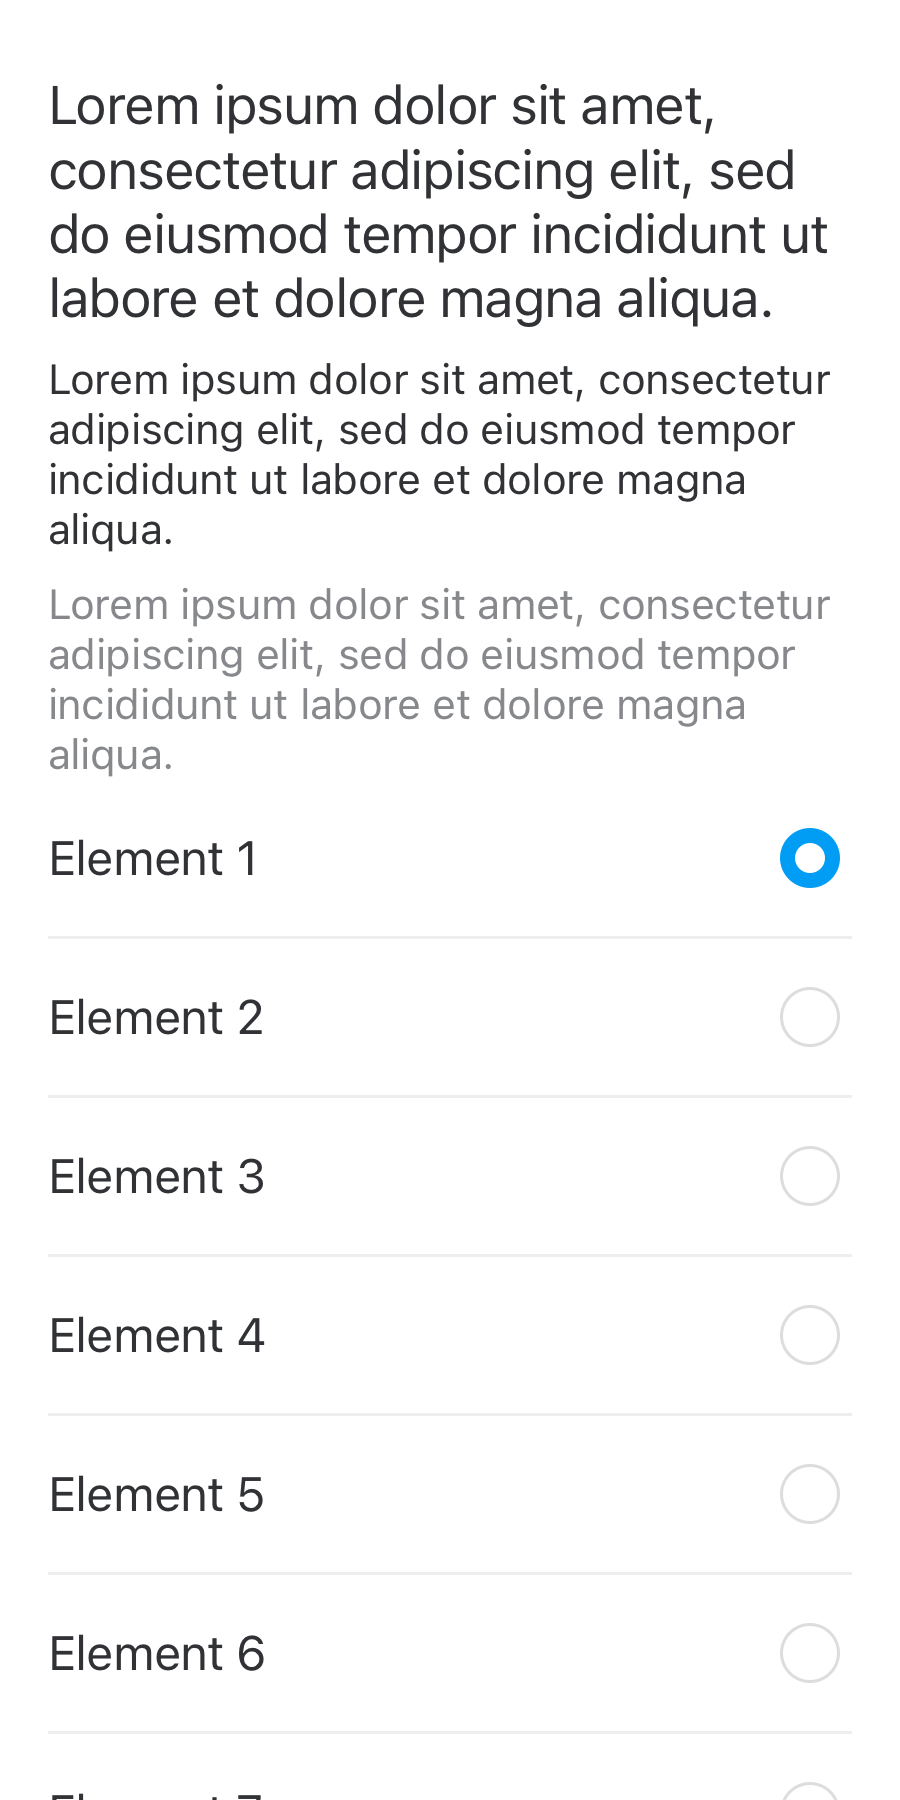 Lorem ipsum dolor sit amet,
consectetur adipiscing elit, sed
do eiusmod tempor incididunt ut
labore et dolore magna aliqua.
Lorem ipsum dolor sit amet, consectetur
adipiscing elit, sed do eiusmod tempor
incididunt ut labore et dolore magna
aliqua.
Lorem ipsum dolor sit amet, consectetur
adipiscing elit, sed do eiusmod tempor
incididunt ut labore et dolore magna
aliqua.
Element 1
Element 2
Element 3
Element 4
Element 5
Element 6